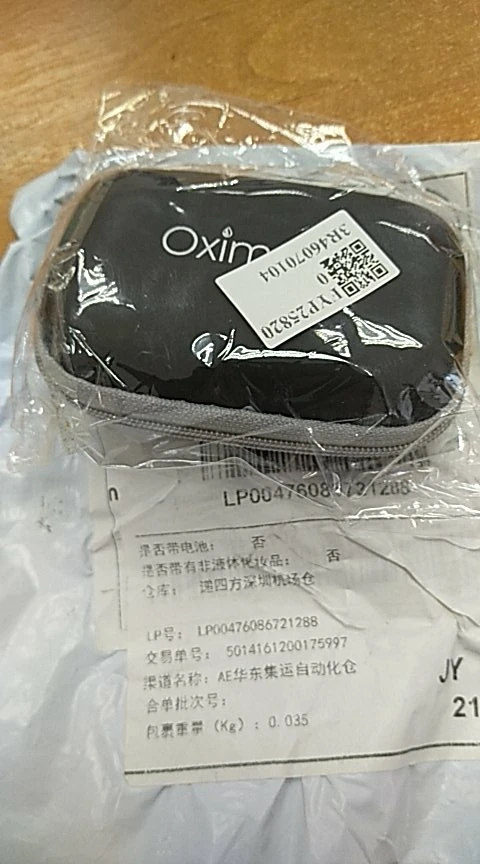 Oxim
3R46070104
FYP25820
0
n
LP00476086721288
是否带电池： 否
是否带有非液体化妆品： 否
仓库： 递四方深圳机场仓
LP号： LP00476086721288
交易单号： 5014161200175997
渠道名称： AE华东集运自动化仓
合单批次号：
包裹重量（Kg）: 0.035
JY
21